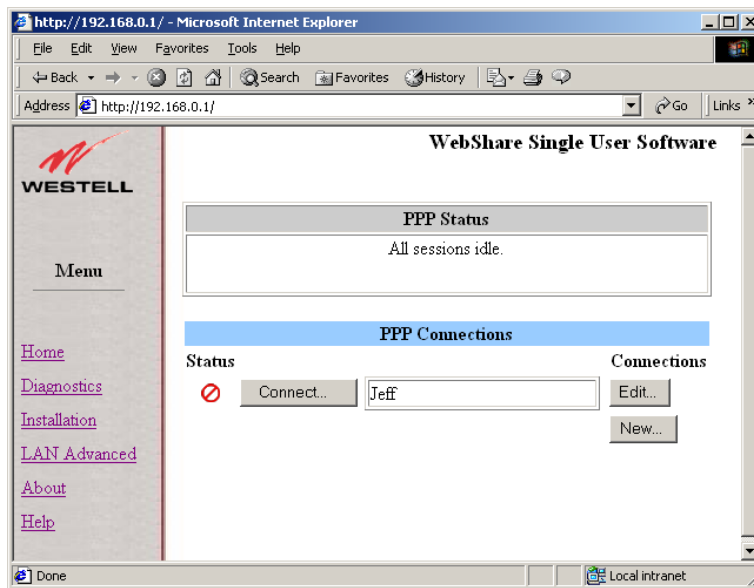 http://192.168.0.1/ - Microsoft Internet Explorer
File Edit View Favorites Tools Help
Back Search Favorites History
Address http://192.168.0.1/ Go Links »
WESTELL
WebShare Single User Software
PPP Status
All sessions idle.
Menu
PPP Connections
Status Connections
Connect... Jeff Edit...
New...
Home
Diagnostics
Installation
LAN Advanced
About
Help
Done Local intranet